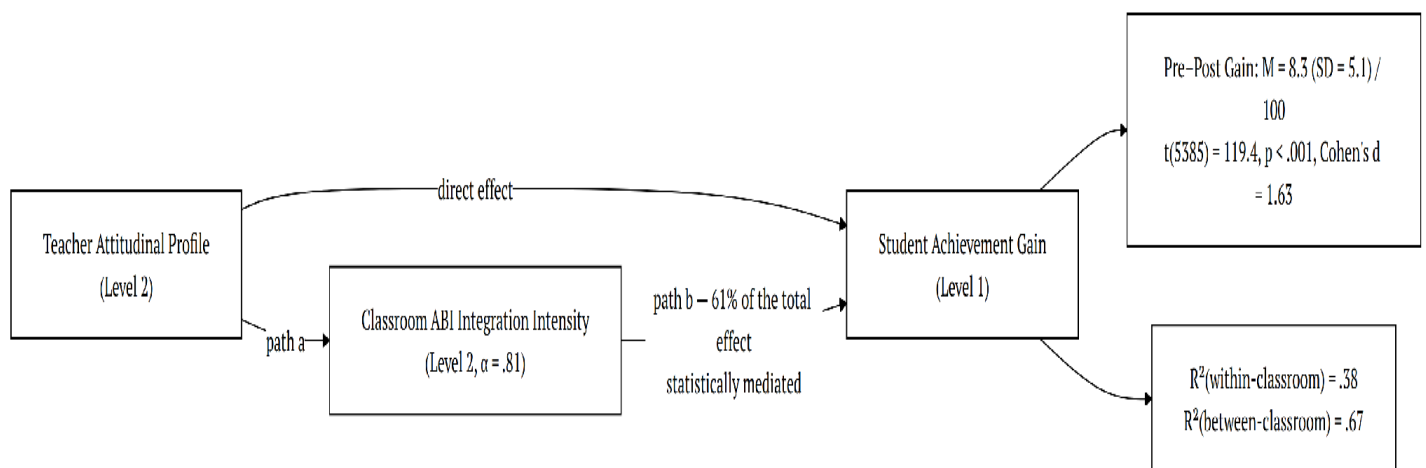 Pre–Post Gain: M = 8.3 (SD = 5.1) /
100
t(5385) = 119.4, p < .001, Cohen's d
= 1.63
direct effect
Teacher Attitudinal Profile
(Level 2)
Student Achievement Gain
(Level 1)
path a
Classroom ABI Integration Intensity
(Level 2, α = .81)
path b — 61% of the total
effect
statistically mediated
R²(within-classroom) = .38
R²(between-classroom) = .67